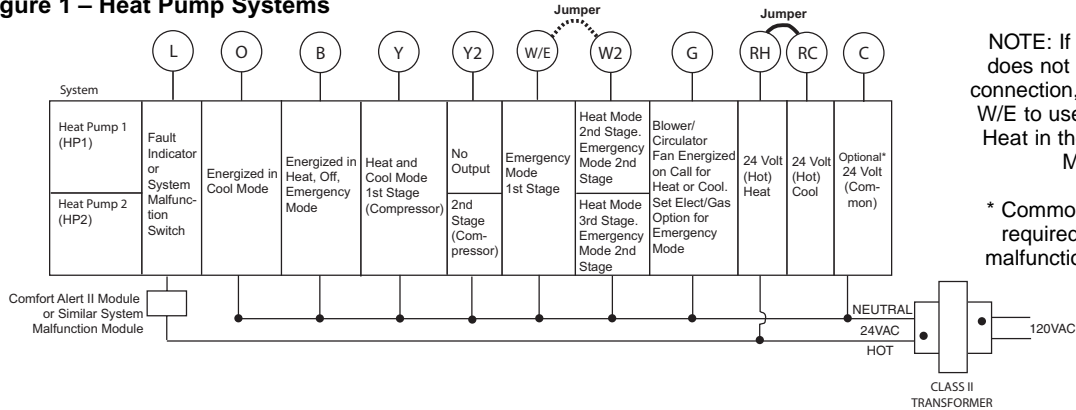 gure 1 – Heat Pump Systems
Jumper
Jumper
L
O
B
Y
Y2
W/E
W2
G
RH
RC
C
System
Heat Pump 1
(HP1)
Heat Pump 2
(HP2)
Fault
Indicator
or
System
Malfunc-
tion
Switch
Energized in
Cool Mode
Energized in
Heat, Off,
Emergency
Mode
Heat and
Cool Mode
1st Stage
(Compressor)
No
Output
2nd
Stage
(Com-
pressor)
Emergency
Mode
1st Stage
Heat Mode
2nd Stage.
Emergency
Mode 2nd
Stage
Heat Mode
3rd Stage.
Emergency
Mode 2nd
Stage
Blower/
Circulator
Fan Energized
on Call for
Heat or Cool.
Set Elect/Gas
Option for
Emergency
Mode
24 Volt
(Hot)
Heat
24 Volt
(Hot)
Cool
Optional*
24 Volt
(Com-
mon)
NOTE: If
does not
connection,
W/E to use
Heat in th
M
* Commo
required
malfunctio
Comfort Alert II Module
or Similar System
Malfunction Module
NEUTRAL
24VAC
HOT
120VAC
CLASS II
TRANSFORMER